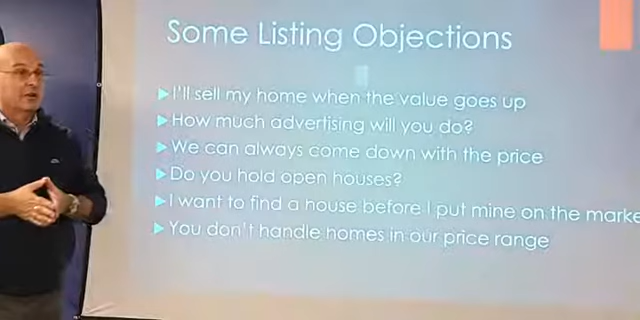 Some Listing Objections
I'll sell my home when the value goes up
How much advertising will you do?
We can always come down with the price
Do you hold open houses?
I want to find a house before I put mine on the marke
You don't handle homes in our price range